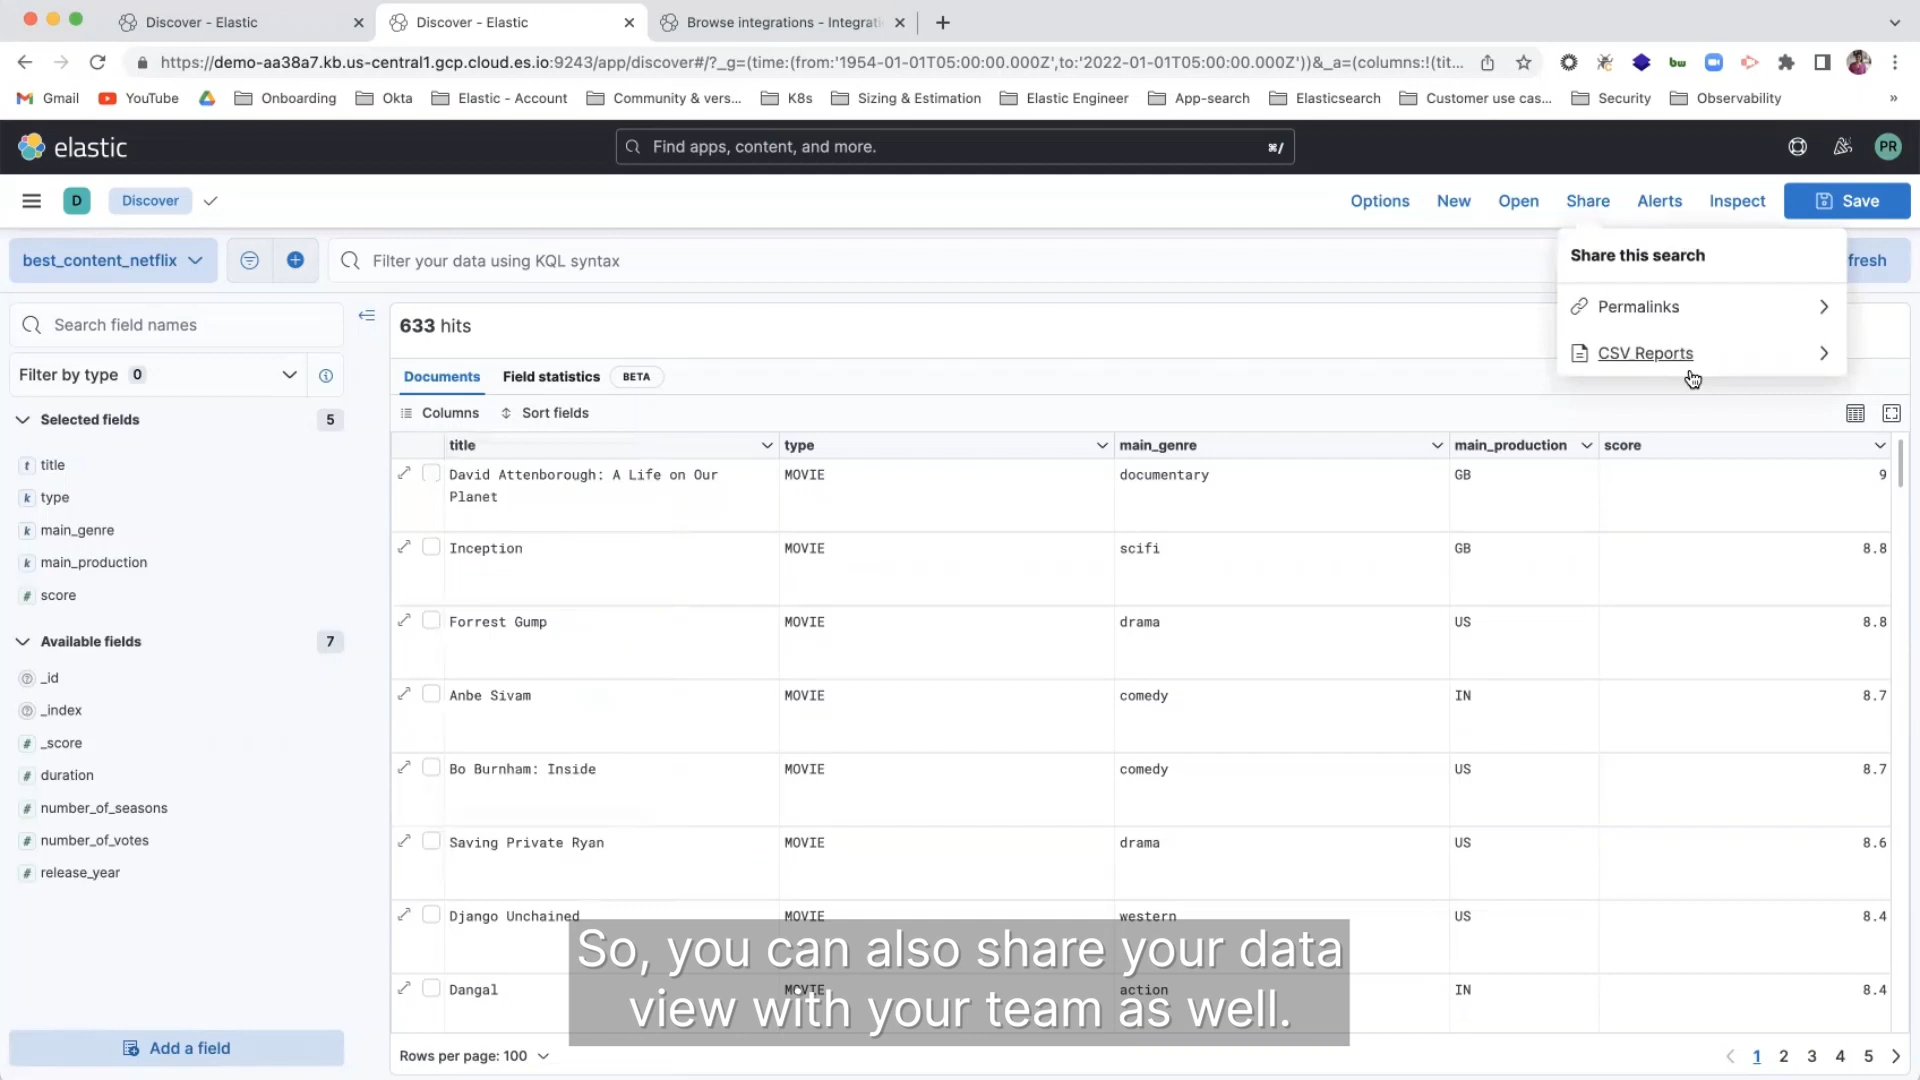 Discover - Elastic
Discover - Elastic
Browse integrations - Integrati
https://demo-aa38a7.kb.us-central1.gcp.cloud.es.io:9243/app/discover#/?_g=(time:(from:'1954-01-01T05:00:00.000Z',to:'2022-01-01T05:00:00.000Z'))&_a=(columns:!(tit...
bw
Gmail
YouTube
Onboarding
Okta
Elastic - Account
Community & vers...
K8s
Sizing & Estimation
Elastic Engineer
App-search
Elasticsearch
Customer use cas...
Security
Observability
»
elastic
Find apps, content, and more.
⌘/
PR
D
Discover
Options
New
Open
Share
Alerts
Inspect
Save
best_content_netflix
Filter your data using KQL syntax
fresh
Share this search
Permalinks
CSV Reports
Search field names
Filter by type 0
Selected fields 5
t title
k type
k main_genre
k main_production
# score
Available fields 7
_id
_index
# _score
# duration
# number_of_seasons
# number_of_votes
# release_year
Add a field
633 hits
Documents
Field statistics
BETA
Columns
Sort fields
title type main_genre main_production score
David Attenborough: A Life on Our MOVIE documentary GB 9
Planet
Inception MOVIE scifi GB 8.8
Forrest Gump MOVIE drama US 8.8
Anbe Sivam MOVIE comedy IN 8.7
Bo Burnham: Inside MOVIE comedy US 8.7
Saving Private Ryan MOVIE drama US 8.6
Django Unchained MOVIE western US 8.4
Dangal MOVIE action IN 8.4
So, you can also share your data
view with your team as well.
Rows per page: 100
1 2 3 4 5